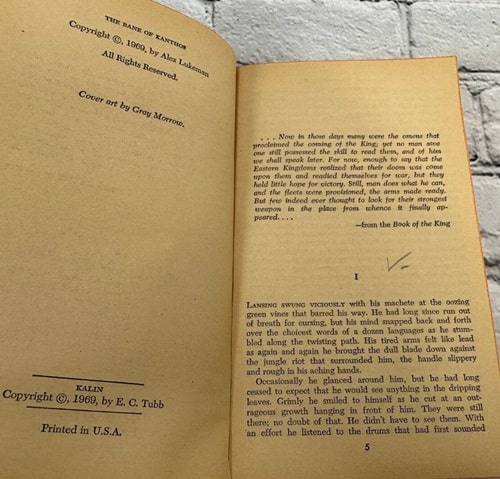 THE BANE OF KANTHOS
Copyright ©, 1969, by Alex Lukeman
All Rights Reserved.
Cover art by Gray Morrow.
KALIN
Copyright ©, 1969, by E. C. Tubb
Printed in U.S.A.
. . . Now in those days many were the omens that
proclaimed the coming of the King; yet no man save
one still possessed the skill to read them, and of him
we shall speak later. For now, enough to say that the
Eastern Kingdoms realized that their doom was come
upon them and readied themselves for war, but they
held little hope for victory. Still, man does what he can,
and the fleets were provisioned, the arms made ready.
But few indeed ever thought to look for their strongest
weapon in the place from whence it finally ap-
peared. . . .
—from the Book of the King
I
LANSING SWUNG VICIOUSLY with his machete at the oozing
green vines that barred his way. He had long since run out
of breath for cursing, but his mind snapped back and forth
over the choicest words of a dozen languages as he stum-
bled along the twisting path. His tired arms felt like lead
as again and again he brought the dull blade down against
the jungle riot that surrounded him, the handle slippery
and rough in his aching hands.
Occasionally he glanced around him, but he had long
ceased to expect that he would see anything in the dripping
leaves. Grimly he smiled to himself as he cut at an out-
rageous growth hanging in front of him. They were still
there; no doubt of that. He didn't have to see them. With
an effort he listened to the drums that had first sounded
5